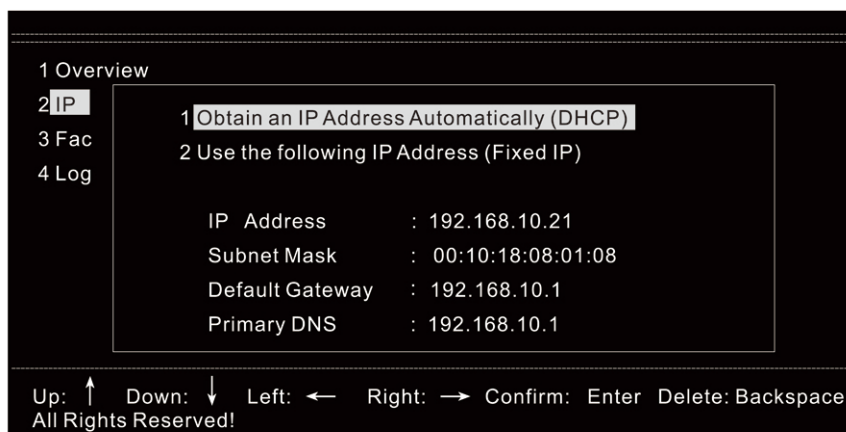 1 Overview
2 IP
3 Fac
4 Log
1 Obtain an IP Address Automatically (DHCP)
2 Use the following IP Address (Fixed IP)
IP Address : 192.168.10.21
Subnet Mask : 00:10:18:08:01:08
Default Gateway : 192.168.10.1
Primary DNS : 192.168.10.1
Up: ↑ Down: ↓ Left: ← Right: → Confirm: Enter Delete: Backspace
All Rights Reserved!